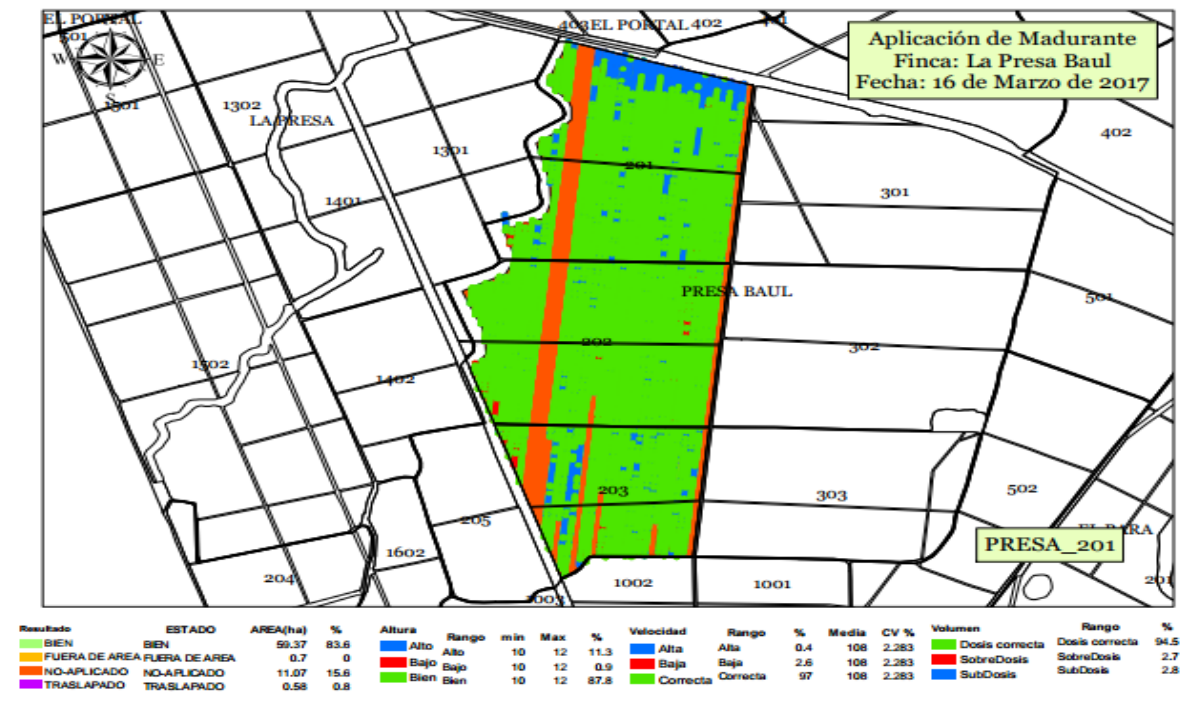 EL PORTAL
501
W
E
S
1501
403 EL PORTAL 402
401
Aplicación de Madurante
Finca: La Presa Baul
Fecha: 16 de Marzo de 2017
1302
LA PRESA
1301
402
201
301
1401
PRESA BAUL
501
202
302
1502
1402
203
303
502
205
PRESA_201
1602
204
1002
1001
1003
201
Resultado ESTADO AREA(ha) %
BIEN BIEN 59.37 83.6
FUERA DE AREA FUERA DE AREA 0.7 0
NO-APLICADO NO-APLICADO 11.07 15.6
TRASLAPADO TRASLAPADO 0.58 0.8
Altura Rango min Max %
Alto Alto 10 12 11.3
Bajo Bajo 10 12 0.9
Bien Bien 10 12 87.8
Velocidad Rango % Media CV %
Alta Alta 0.4 108 2.283
Baja Baja 2.6 108 2.283
Correcta Correcta 97 108 2.283
Volumen Rango %
Dosis correcta Dosis correcta 94.5
SobreDosis SobreDosis 2.7
SubDosis SubDosis 2.8